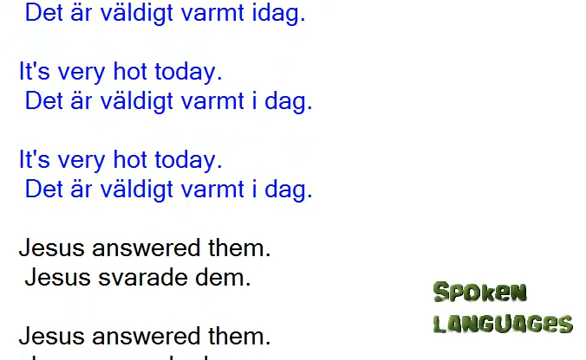 Det är väldigt varmt idag.
It's very hot today.
Det är väldigt varmt i dag.
It's very hot today.
Det är väldigt varmt i dag.
Jesus answered them.
Jesus svarade dem.
Jesus answered them.
Spoken
Languages